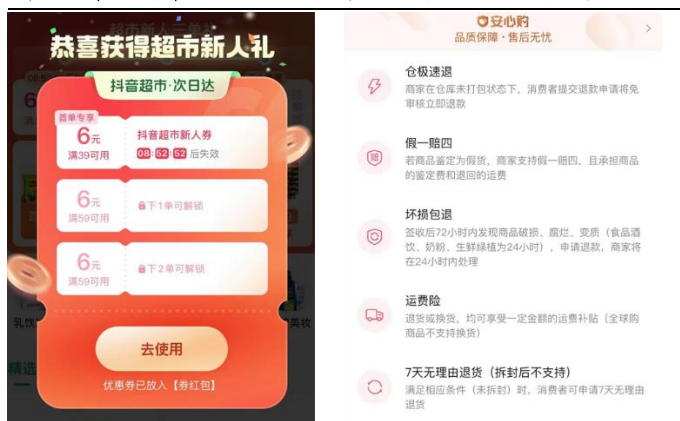 恭喜获得超市新人礼
抖音超市·次日达
首单专享
6元
满39可用
抖音超市新人券
08:52:52后失效
6元
满59可用
下1单可解锁
6元
满59可用
下2单可解锁
去使用
优惠券已放入【券红包】
乳饮
美妆
精选
安心购
品质保障·售后无忧
仓极速退
商家在仓库未打包状态下，消费者提交退款申请将免
审核立即退款
假一赔四
若商品鉴定为假货，商家支持假一赔四，且承担商品
的鉴定费和退回的运费
坏损包退
签收后72小时内发现商品破损、腐烂、变质（食品酒
饮、奶粉、生鲜绿植为24小时），申请退款，商家将
在24小时内处理
运费险
退货或换货，均可享受一定金额的运费补贴（全球购
商品不支持换货）
7天无理由退货（拆封后不支持）
满足相应条件（未拆封）时，消费者可申请7天无理由
退货